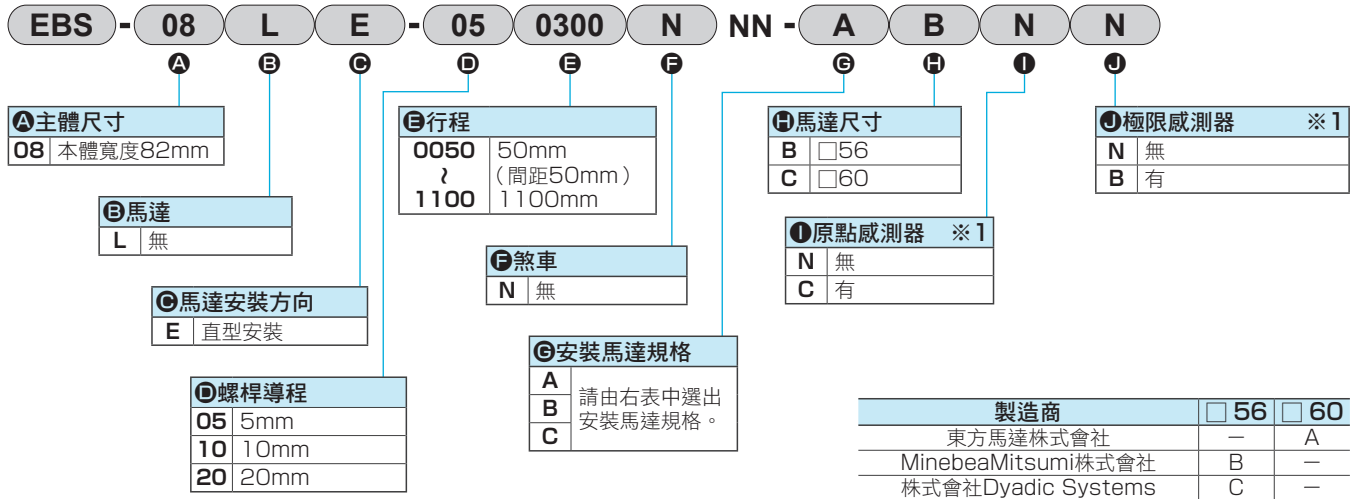 EBS - 08 L E - 05 0300 N NN - A B N N
A B C D E F G H I J
A主體尺寸
08 本體寬度82mm
B馬達
L 無
C馬達安裝方向
E 直型安裝
D螺桿導程
05 5mm
10 10mm
20 20mm
E行程
0050 50mm
~ (間距50mm)
1100 1100mm
F煞車
N 無
G安裝馬達規格
A
B
C
請由右表中選出
安裝馬達規格。
H馬達尺寸
B □56
C □60
I原點感測器 ※1
N 無
C 有
J極限感測器 ※1
N 無
B 有
製造商 □56 □60
東方馬達株式會社 － A
MinebeaMitsumi株式會社 B －
株式會社Dyadic Systems C －